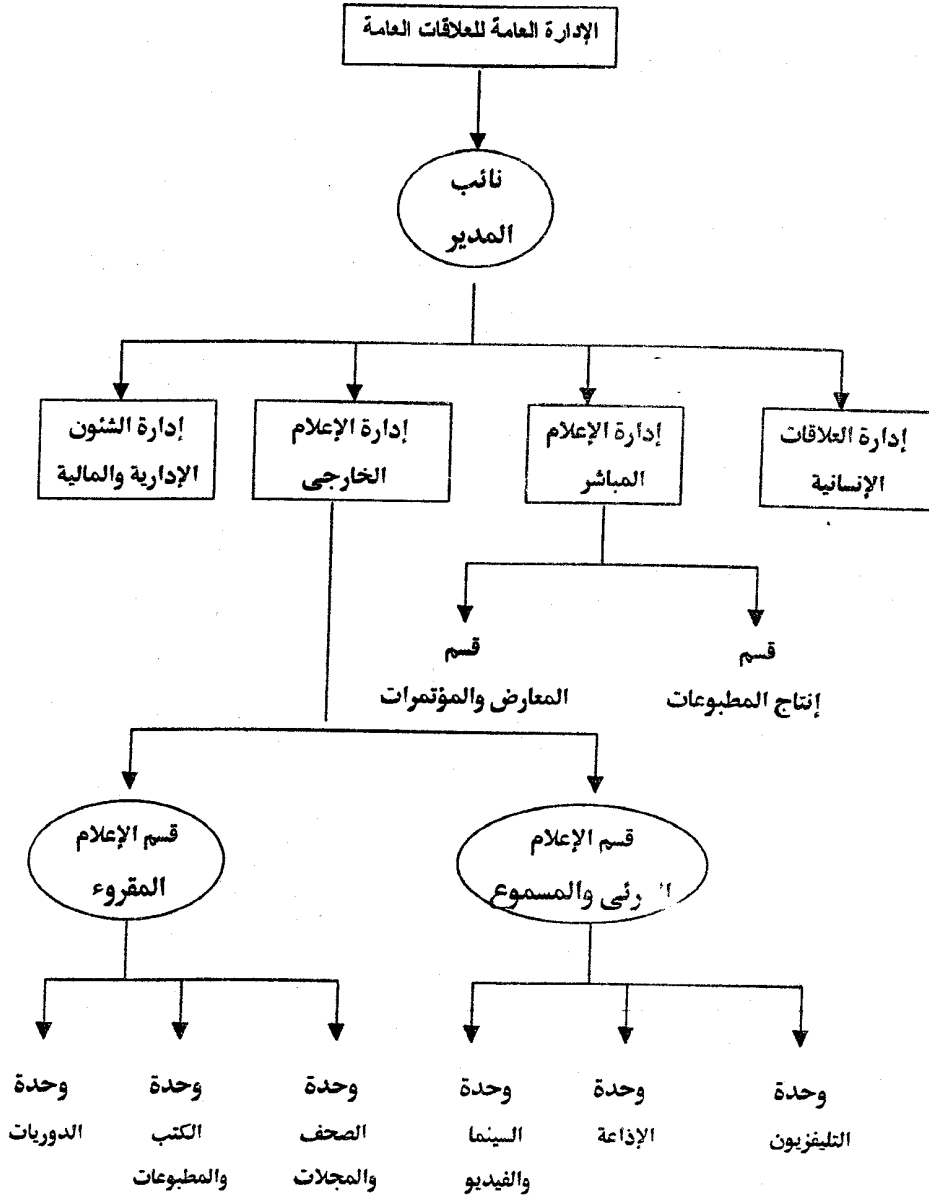 الإدارة العامة للعلاقات العامة
نائب
المدير
إدارة العلاقات
الإنسانية
إدارة الإعلام
المباشر
إدارة الإعلام
الخارجى
إدارة الشئون
الإدارية والمالية
قسم
إنتاج المطبوعات
قسم
المعارض والمؤتمرات
قسم الإعلام
والمسموع
قسم الإعلام
المقروء
وحدة
التليفزيون
وحدة
الإذاعة
وحدة
السينما
والفيديو
وحدة
الصحف
والمجلات
وحدة
الكتب
والمطبوعات
وحدة
الدوريات